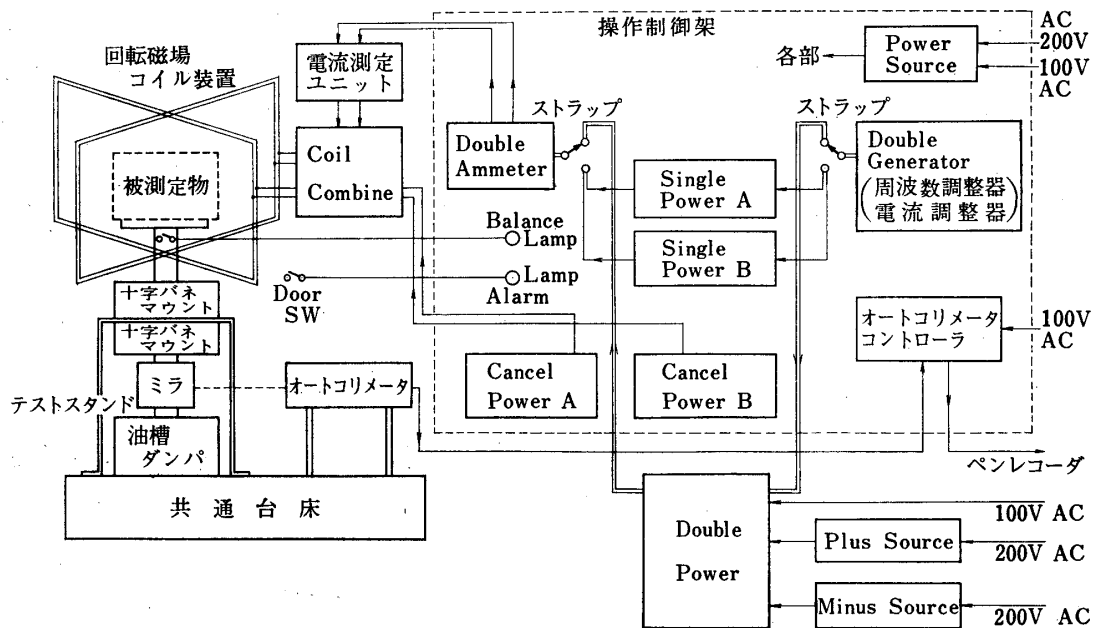 操作制御架
AC
200V
100V
AC
Power
Source
各部
回転磁場
コイル装置
電流測定
ユニット
ストラップ
ストラップ
Double
Ammeter
Double
Generator
(周波数調整器
電流調整器)
Coil
Combine
Single
Power A
Single
Power B
被測定物
Balance
Lamp
Lamp
Alarm
Door
SW
十字バネ
マウント
十字バネ
マウント
オートコリメータ
コントローラ
100V
AC
Cancel
Power A
Cancel
Power B
ミラ
オートコリメータ
テストスタンド
油槽
ダンパ
ペンレコーダ
共通台床
Double
Power
100V AC
Plus Source
200V AC
Minus Source
200V AC